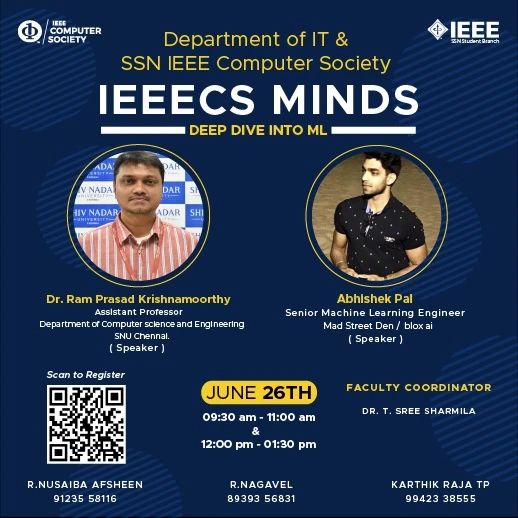 IEEE
COMPUTER
SOCIETY
IEEE
SSN Student Branch
Department of IT &
SSN IEEE Computer Society
IEEECS MINDS
DEEP DIVE INTO ML
SHIV NADAR
UNIVERSITY
Dr. Ram Prasad Krishnamoorthy
Assistant Professor
Department of Computer science and Engineering
SNU Chennai.
( Speaker )
Abhishek Pal
Senior Machine Learning Engineer
Mad Street Den / blox ai
( Speaker )
Scan to Register
JUNE 26TH
09:30 am - 11:00 am
&
12:00 pm - 01:30 pm
FACULTY COORDINATOR
DR. T. SREE SHARMILA
R.NUSAIBA AFSHEEN
91235 58116
R.NAGAVEL
89393 56831
KARTHIK RAJA TP
99423 38555